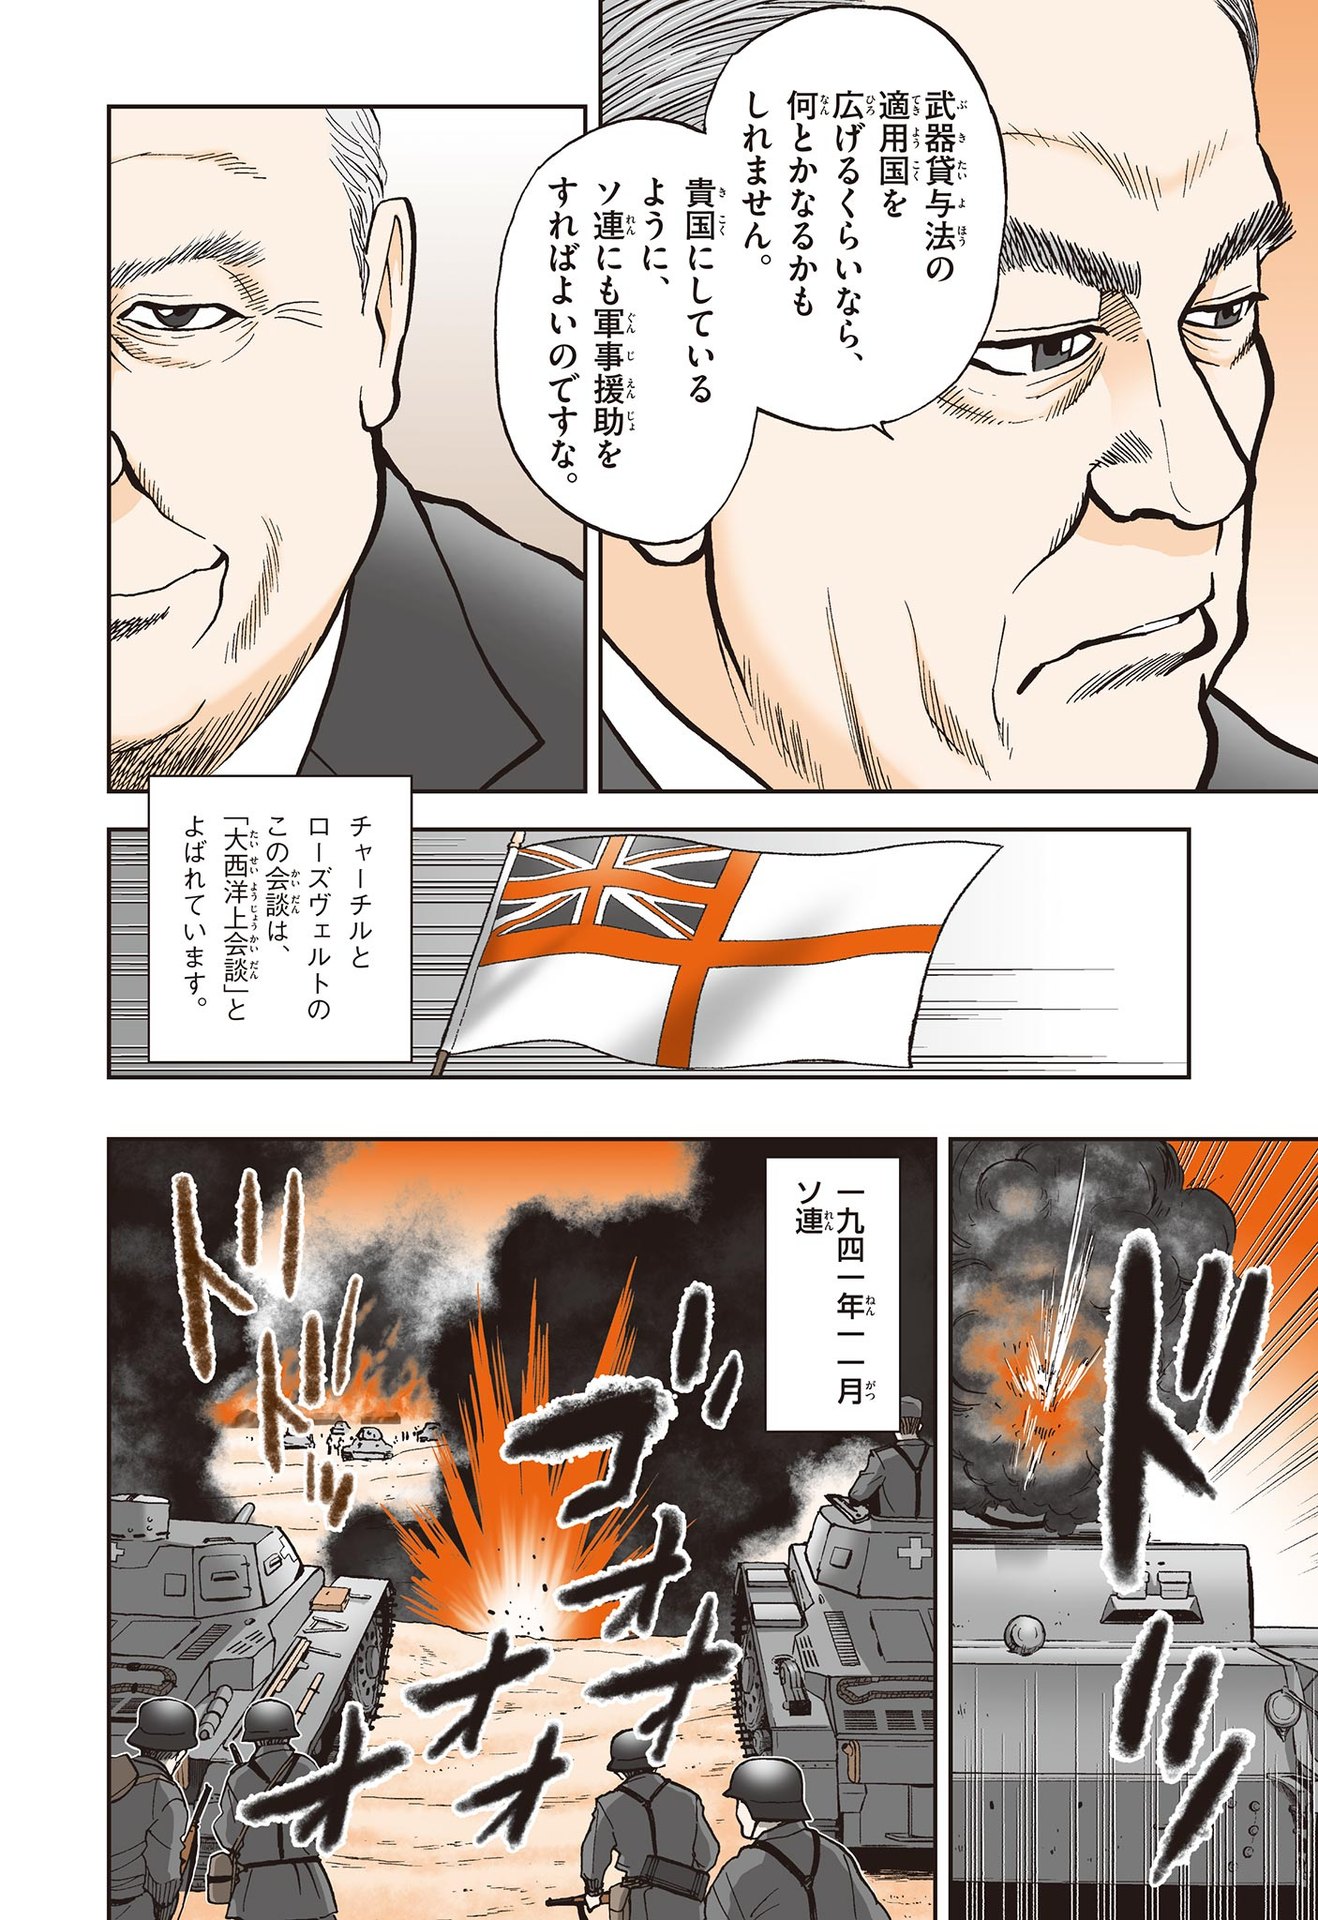 武器貸与法の
適用国を
広げるくらいなら、
何とかなるかも
しれません。
貴国にしている
ように、
ソ連にも軍事援助を
すればよいのですな。
チャーチルと
ローズヴェルトの
この会談は、
「大西洋上会談」と
よばれています。
ドッ
一九四一年一一月
ソ連
ゴオオオオオオ
ドド
ドド